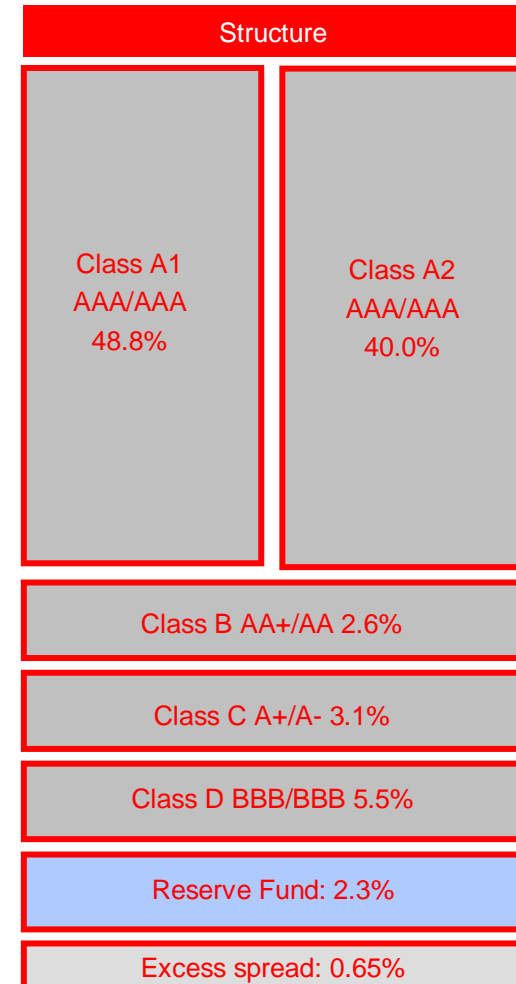 Structure
Class A1
AAA/AAA
48.8%
Class A2
AAA/AAA
40.0%
Class B AA+/AA 2.6%
Class C A+/A- 3.1%
Class D BBB/BBB 5.5%
Reserve Fund: 2.3%
Excess spread: 0.65%